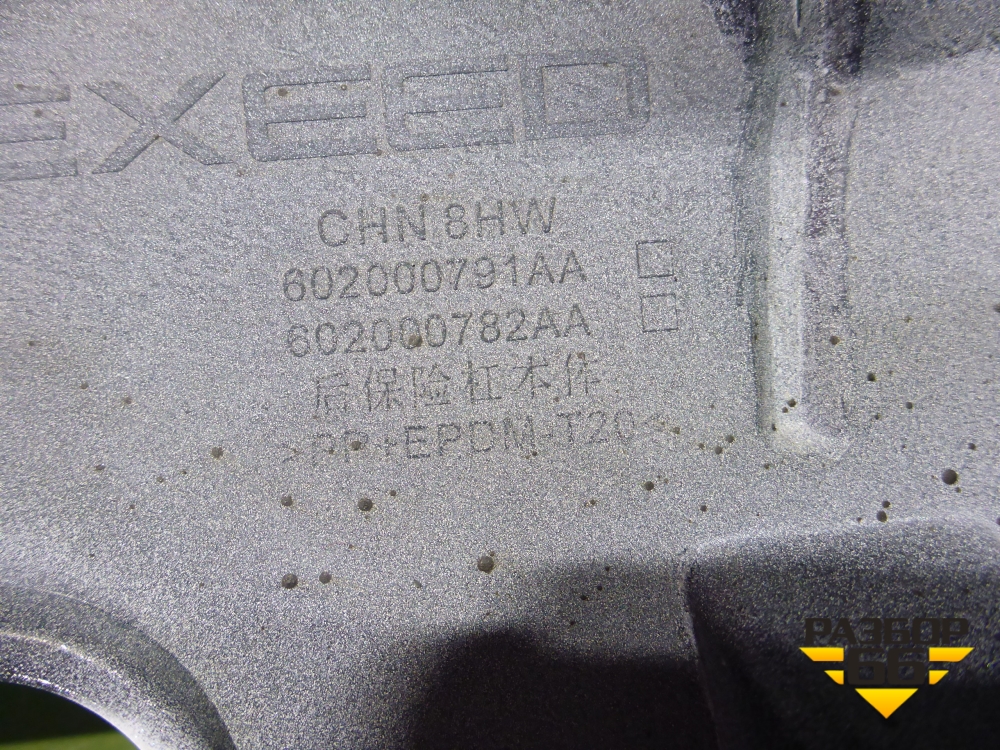 EXEED
CHN 8HW
602000791AA
602000782AA
后保险杠本体
>PP+EPDM-T20<
РАЗБОР
66